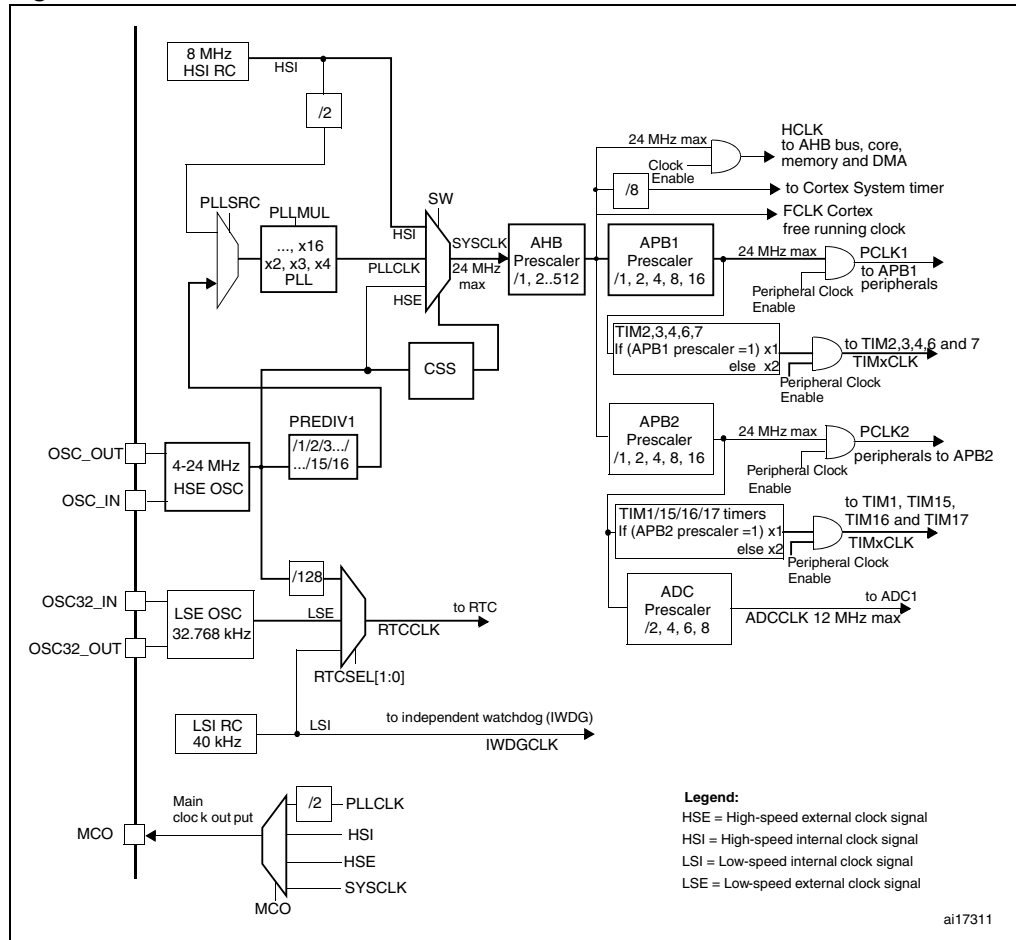 8 MHz
HSI RC
HSI
/2
HCLK
to AHB bus, core,
memory and DMA
24 MHz max
Clock
Enable
/8
to Cortex System timer
FCLK Cortex
free running clock
PLLSRC
PLLMUL
..., x16
x2, x3, x4
PLL
SW
HSI
PLLCLK
HSE
SYSCLK
24 MHz
max
AHB
Prescaler
/1, 2..512
APB1
Prescaler
/1, 2, 4, 8, 16
24 MHz max
PCLK1
to APB1
peripherals
Peripheral Clock
Enable
TIM2,3,4,6,7
If (APB1 prescaler =1) x1
else x2
to TIM2,3,4,6 and 7
TIMxCLK
Peripheral Clock
Enable
CSS
PREDIV1
/1/2/3.../
.../15/16
OSC_OUT
OSC_IN
4-24 MHz
HSE OSC
APB2
Prescaler
/1, 2, 4, 8, 16
24 MHz max
PCLK2
peripherals to APB2
Peripheral Clock
Enable
TIM1/15/16/17 timers
If (APB2 prescaler =1) x1
else x2
to TIM1, TIM15,
TIM16 and TIM17
TIMxCLK
Peripheral Clock
Enable
ADC
Prescaler
/2, 4, 6, 8
to ADC1
ADCCLK 12 MHz max
/128
OSC32_IN
OSC32_OUT
LSE OSC
32.768 kHz
LSE
to RTC
RTCCLK
RTCSEL[1:0]
LSI RC
40 kHz
LSI
to independent watchdog (IWDG)
IWDGCLK
MCO
Main
cloc k out put
/2
PLLCLK
HSI
HSE
SYSCLK
MCO
Legend:
HSE = High-speed external clock signal
HSI = High-speed internal clock signal
LSI = Low-speed internal clock signal
LSE = Low-speed external clock signal
ai17311